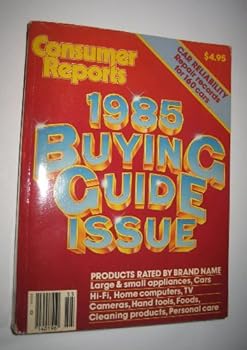 Consumer
Reports
CAR RELIABILITY
Repair records
for 160 cars
$4.95
1985
BUYING
GUIDE
ISSUE
PRODUCTS RATED BY BRAND NAME
Large & small appliances, Cars
Hi-Fi, Home computers, TV
Cameras, Hand tools, Foods,
Cleaning products, Personal care